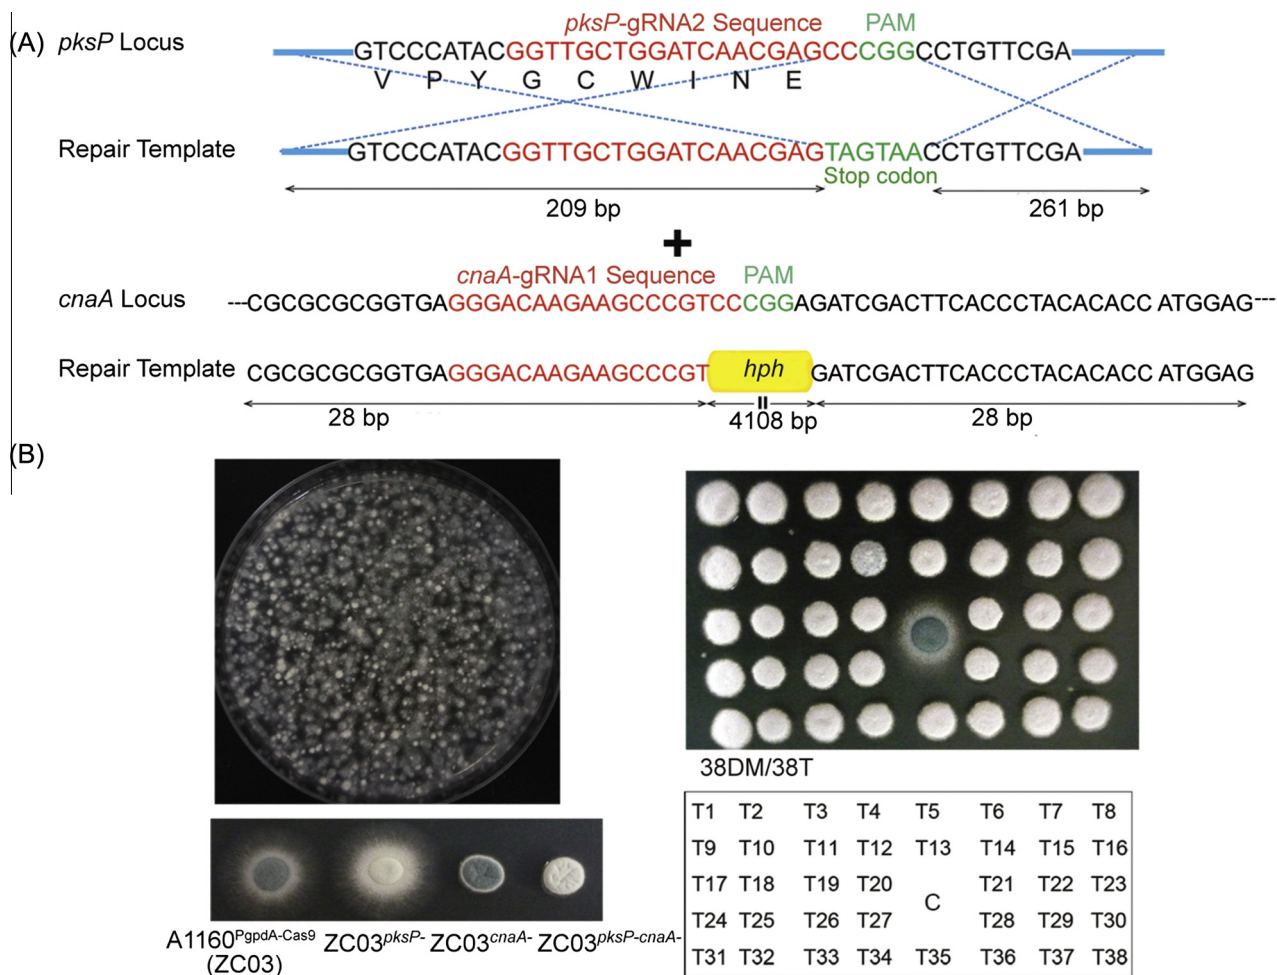 (A)
pksP-gRNA2 Sequence PAM
pksP Locus GTCCCATACGGTTGCTGGATCAACGAGCCCGGCCTGTTCGA
V P Y G C W I N E
Repair Template GTCCCATACGGTTGCTGGATCAACGAGTAGTAACCTGTTCGA
Stop codon
209 bp 261 bp
+
cnaA-gRNA1 Sequence PAM
cnaA Locus ---CGCGCGCGGTGAGGGACAAGAAGCCCGTCCCGGAGATCGACTTCACCCTACACACC ATGGAG---
Repair Template CGCGCGCGGTGAGGGACAAGAAGCCCGT hph GATCGACTTCACCCTACACACC ATGGAG
28 bp 4108 bp 28 bp
(B)
38DM/38T
T1 T2 T3 T4 T5 T6 T7 T8
T9 T10 T11 T12 T13 T14 T15 T16
T17 T18 T19 T20 T21 T22 T23
C
T24 T25 T26 T27 T28 T29 T30
T31 T32 T33 T34 T35 T36 T37 T38
A1160PgpdA-Cas9 ZC03pksP- ZC03cnaA- ZC03pksP-cnaA-
(ZC03)